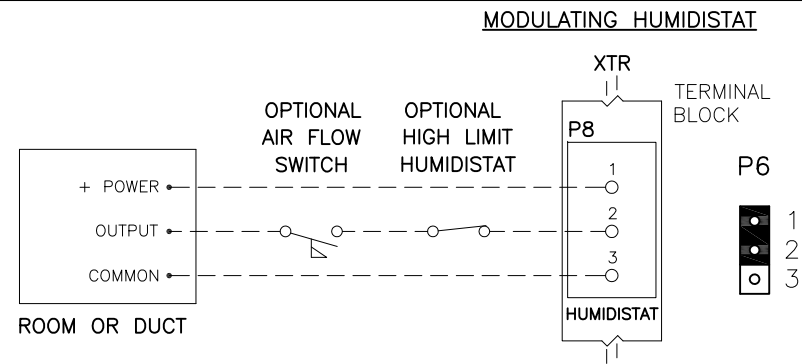 MODULATING HUMIDISTAT
XTR
TERMINAL
BLOCK
OPTIONAL
AIR FLOW
SWITCH
OPTIONAL
HIGH LIMIT
HUMIDISTAT
P8
P6
+ POWER
1
OUTPUT
2
COMMON
3
1
2
3
HUMIDISTAT
ROOM OR DUCT